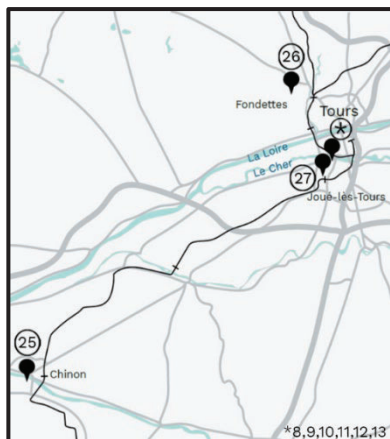 26
Fondettes
Tours
*
La Loire
Le Cher
27
Joué-lès-Tours
25
Chinon
*8,9,10,11,12,13